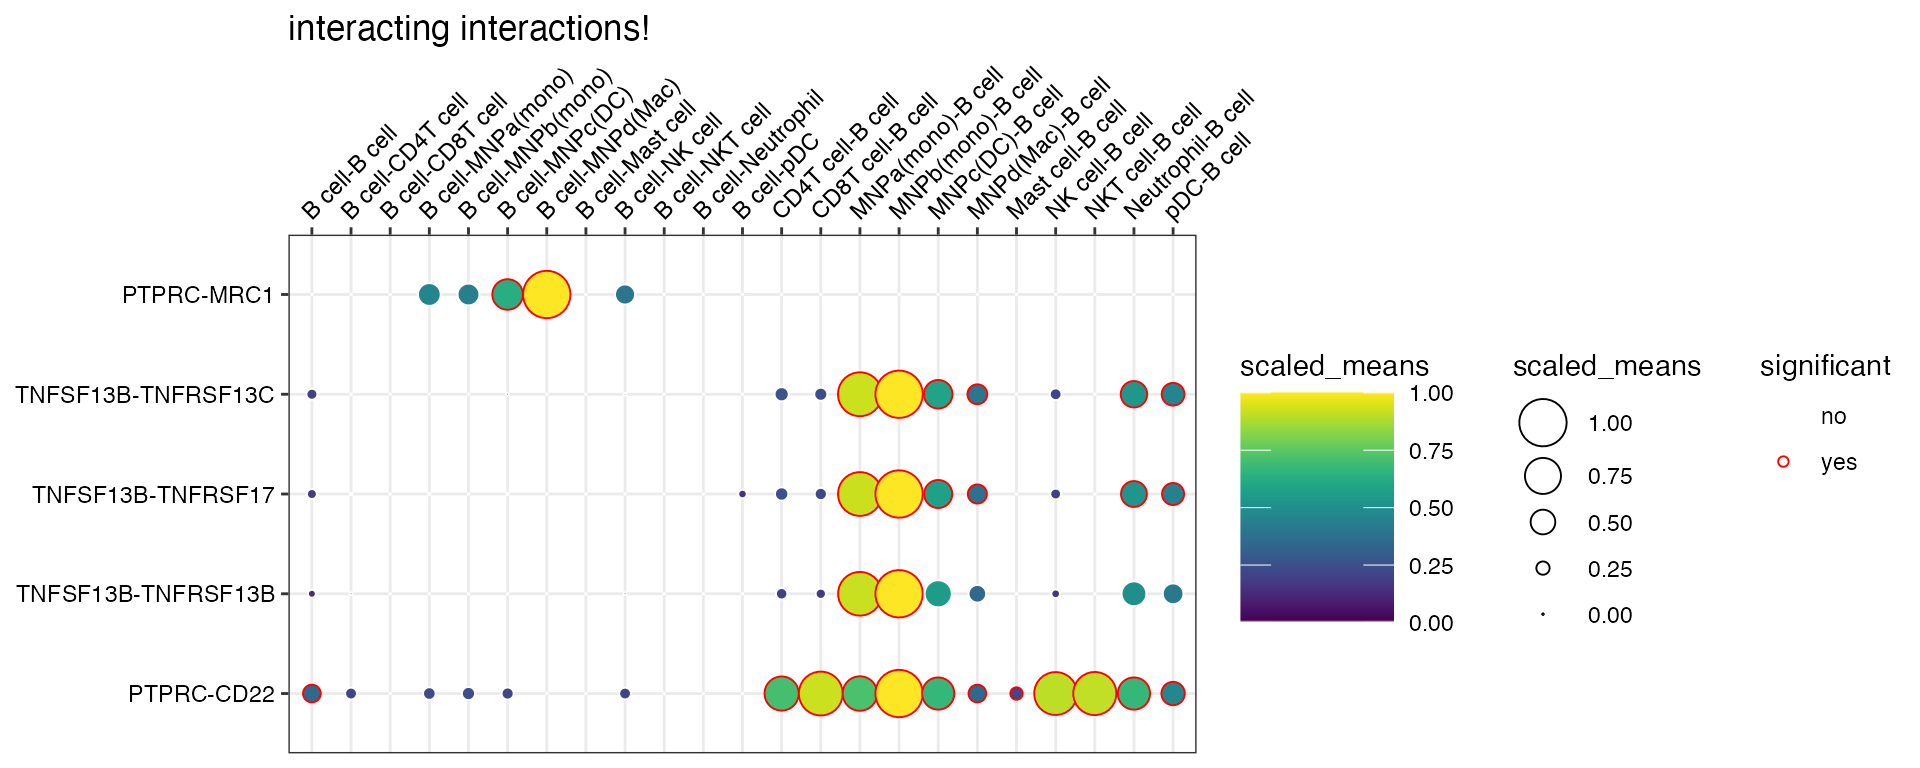 interacting interactions!
B cell-B cell
B cell-CD4T cell
B cell-CD8T cell
B cell-MNPa(mono)
B cell-MNPb(mono)
B cell-MNPc(DC)
B cell-MNPd(Mac)
B cell-Mast cell
B cell-NK cell
B cell-NKT cell
B cell-Neutrophil
B cell-pDC
CD4T cell-B cell
CD8T cell-B cell
MNPa(mono)-B cell
MNPb(mono)-B cell
MNPc(DC)-B cell
MNPd(Mac)-B cell
Mast cell-B cell
NK cell-B cell
NKT cell-B cell
Neutrophil-B cell
pDC-B cell
PTPRC-MRC1
TNFSF13B-TNFRSF13C
TNFSF13B-TNFRSF17
TNFSF13B-TNFRSF13B
PTPRC-CD22
scaled_means
1.00
0.75
0.50
0.25
0.00
scaled_means
1.00
0.75
0.50
0.25
0.00
significant
no
yes